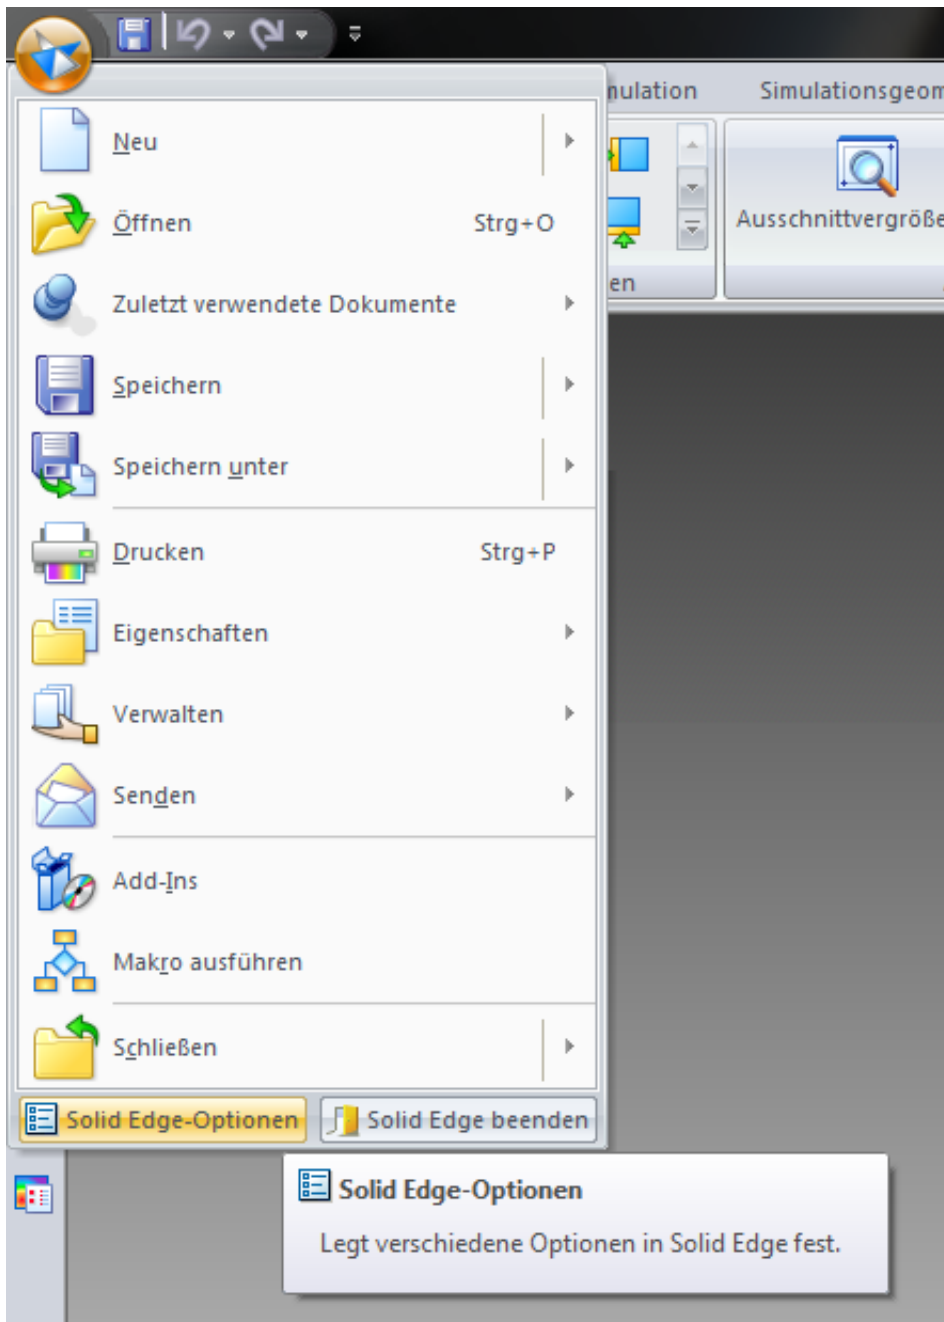 mulation Simulationsgeom
Neu
Öffnen Strg+O
Ausschnittvergröße
en
Zuletzt verwendete Dokumente
Speichern
Speichern unter
Drucken Strg+P
Eigenschaften
Verwalten
Senden
Add-Ins
Makro ausführen
Schließen
Solid Edge-Optionen Solid Edge beenden
Solid Edge-Optionen
Legt verschiedene Optionen in Solid Edge fest.